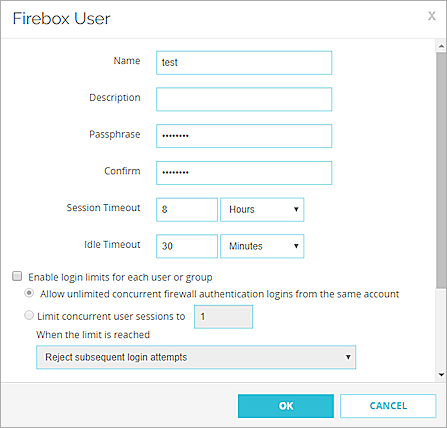 Firebox User
X
Name test
Description
Passphrase ••••••••
Confirm ••••••••
Session Timeout 8 Hours
Idle Timeout 30 Minutes
Enable login limits for each user or group
Allow unlimited concurrent firewall authentication logins from the same account
Limit concurrent user sessions to 1
When the limit is reached
Reject subsequent login attempts
OK CANCEL